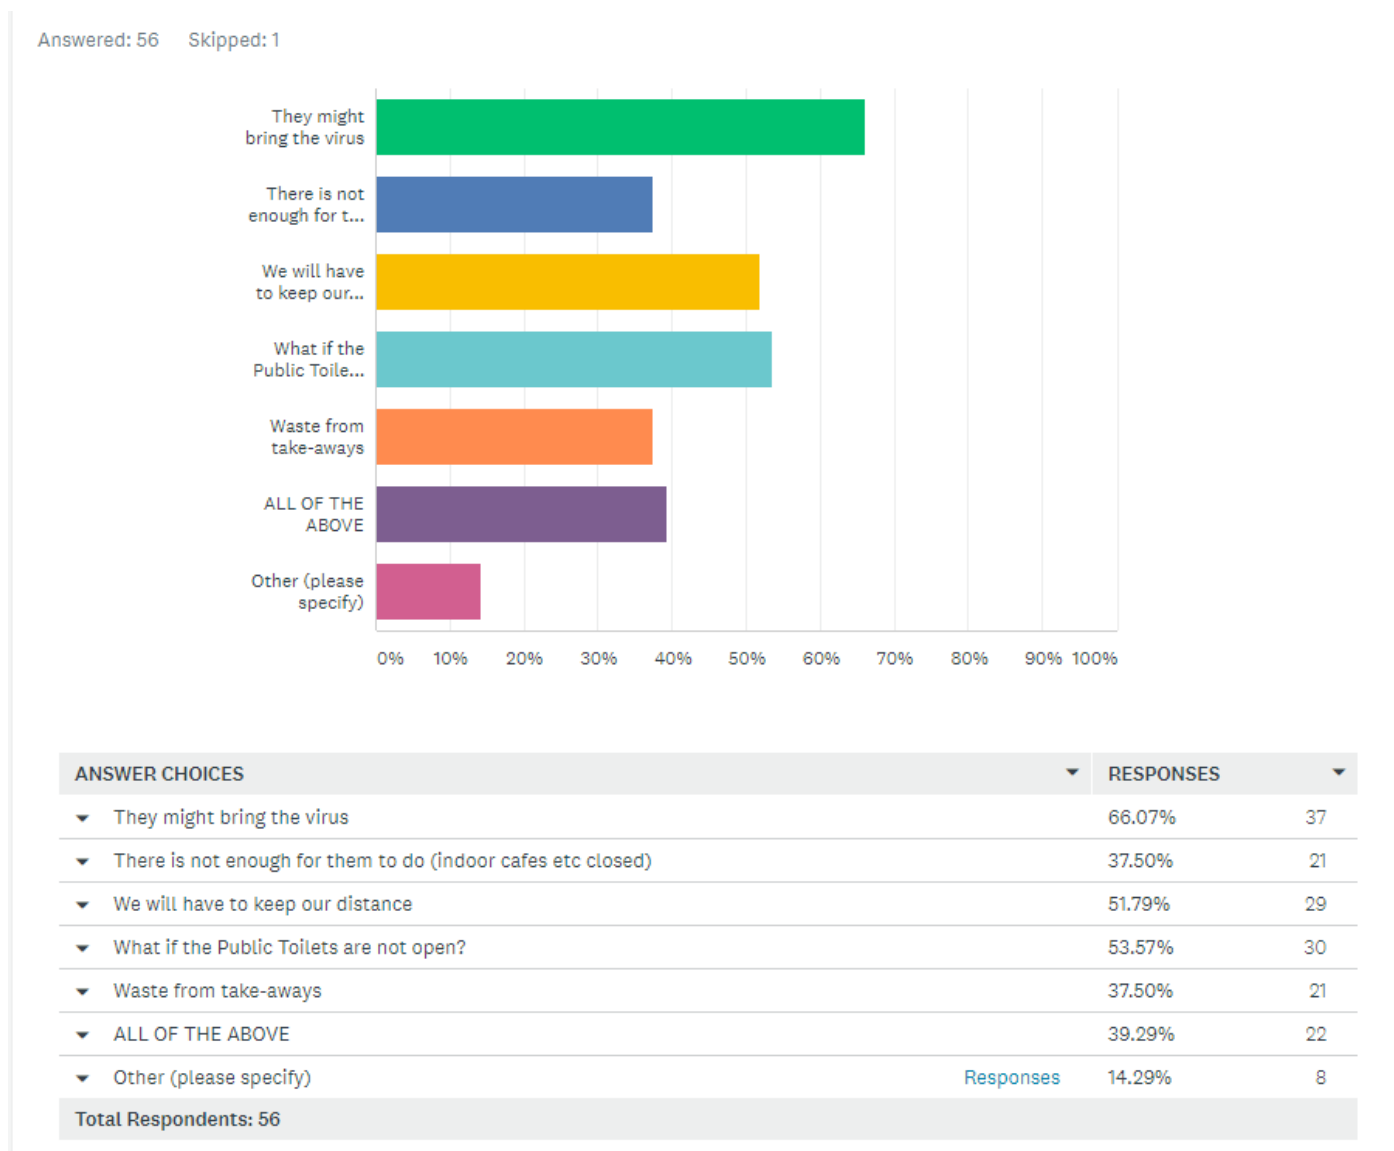 Answered: 56 Skipped: 1
They might
bring the virus
There is not
enough for t...
We will have
to keep our...
What if the
Public Toile...
Waste from
take-aways
ALL OF THE
ABOVE
Other (please
specify)
0% 10% 20% 30% 40% 50% 60% 70% 80% 90% 100%
ANSWER CHOICES RESPONSES
They might bring the virus 66.07% 37
There is not enough for them to do (indoor cafes etc closed) 37.50% 21
We will have to keep our distance 51.79% 29
What if the Public Toilets are not open? 53.57% 30
Waste from take-aways 37.50% 21
ALL OF THE ABOVE 39.29% 22
Other (please specify) Responses 14.29% 8
Total Respondents: 56